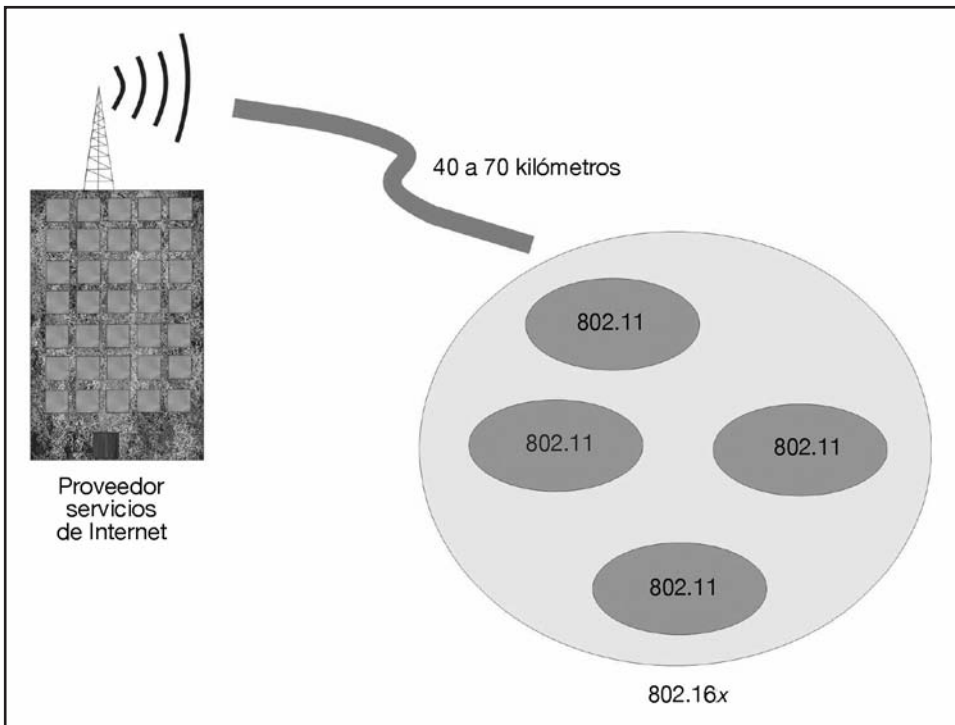 40 a 70 kilómetros
802.11
802.11
802.11
802.11
Proveedor
servicios
de Internet
802.16x